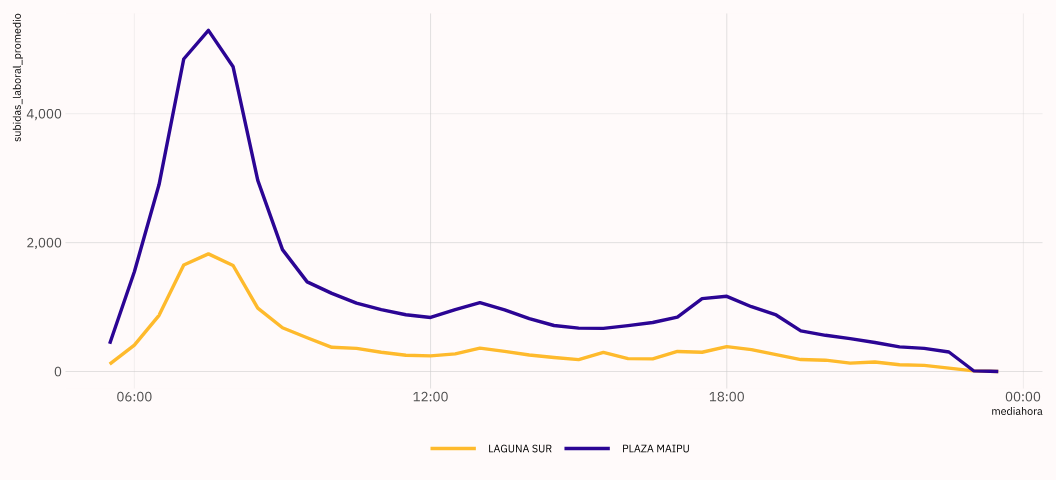 subidas_laboral_promedio
4,000
2,000
0
06:00
12:00
18:00
00:00
mediahora
LAGUNA SUR
PLAZA MAIPU